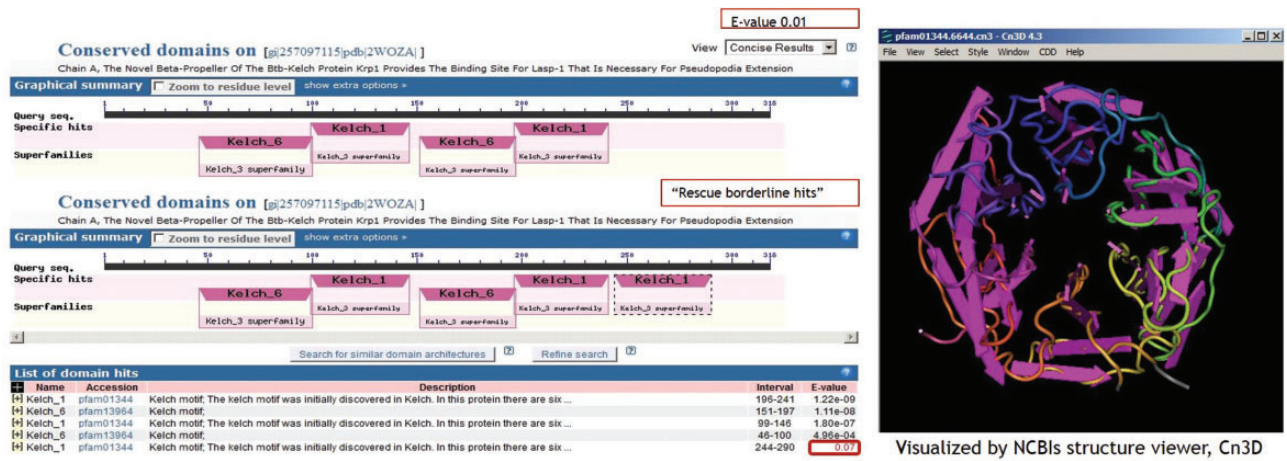 E-value 0.01
Conserved domains on [gi|257097115|pdb|2WOZA| ]
View Concise Results
Chain A, The Novel Beta-Propeller Of The Btb-Kelch Protein Krp1 Provides The Binding Site For Lasp-1 That Is Necessary For Pseudopodia Extension
Graphical summary Zoom to residue level show extra options »
1 50 100 150 200 250 300 316
Query seq.
Specific hits
Kelch_1 Kelch_1
Kelch_6 Kelch_6
Superfamilies
Kelch_3 superfamily Kelch_3 superfamily
Kelch_3 superfamily Kelch_3 superfamily
"Rescue borderline hits"
Conserved domains on [gi|257097115|pdb|2WOZA| ]
Chain A, The Novel Beta-Propeller Of The Btb-Kelch Protein Krp1 Provides The Binding Site For Lasp-1 That Is Necessary For Pseudopodia Extension
Graphical summary Zoom to residue level show extra options »
1 50 100 150 200 250 300 316
Query seq.
Specific hits
Kelch_1 Kelch_1 Kelch_1
Kelch_6 Kelch_6
Superfamilies
Kelch_3 superfamily Kelch_3 superfamily Kelch_3 superfamily
Kelch_3 superfamily Kelch_3 superfamily
Search for similar domain architectures ? Refine search ?
List of domain hits
Name Accession Description Interval E-value
[+] Kelch_1 pfam01344 Kelch motif; The kelch motif was initially discovered in Kelch. In this protein there are six ... 196-241 1.22e-09
[+] Kelch_6 pfam13964 Kelch motif; 151-197 1.11e-08
[+] Kelch_1 pfam01344 Kelch motif; The kelch motif was initially discovered in Kelch. In this protein there are six ... 99-146 1.80e-07
[+] Kelch_6 pfam13964 Kelch motif; 46-100 4.96e-04
[+] Kelch_1 pfam01344 Kelch motif; The kelch motif was initially discovered in Kelch. In this protein there are six ... 244-290 0.07
pfam01344.6644.cn3 - Cn3D 4.3
File View Select Style Window CDD Help
Visualized by NCBIs structure viewer, Cn3D